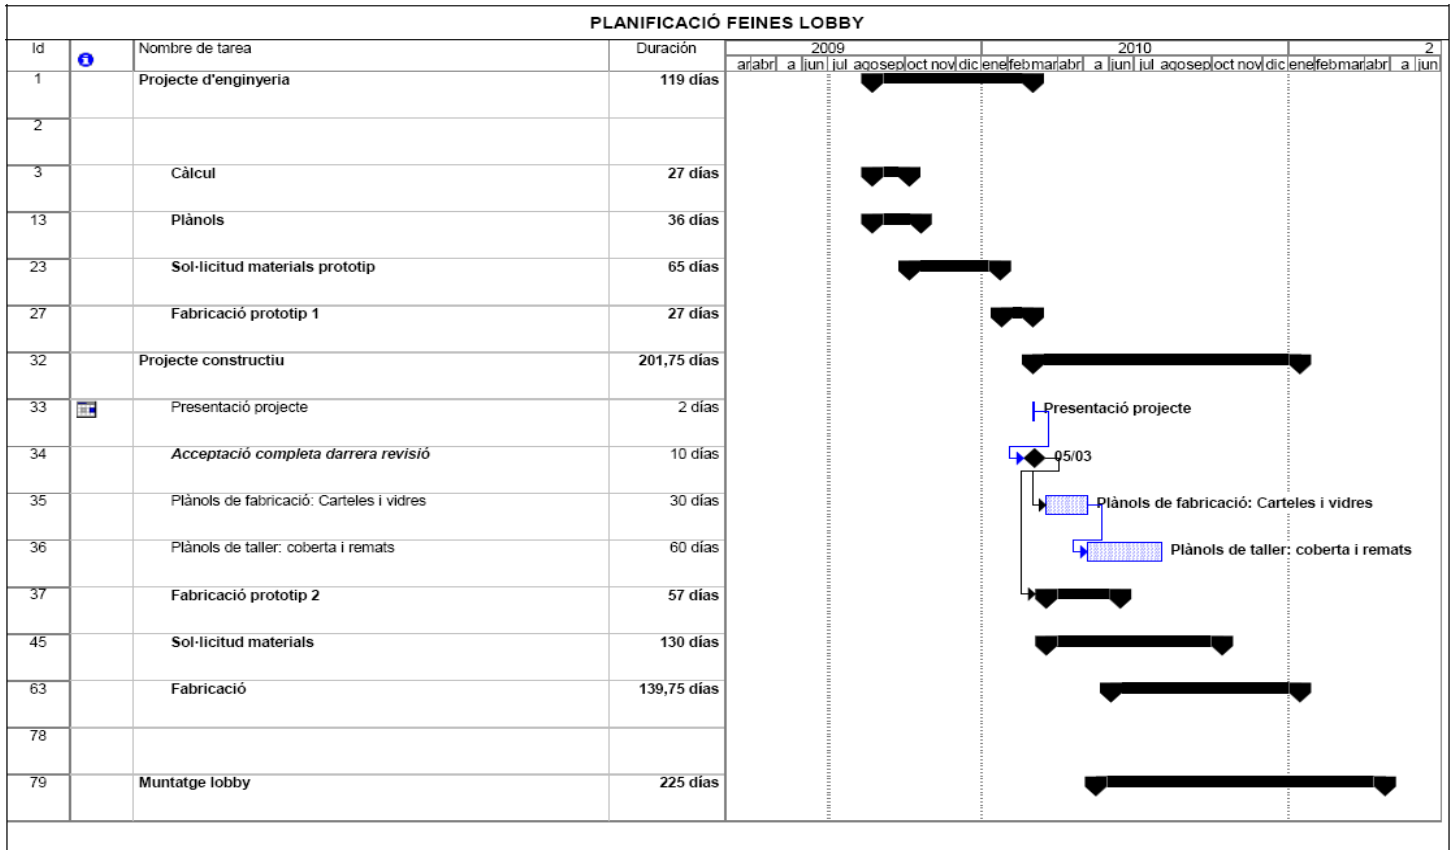 PLANIFICACIÓ FEINES LOBBY
Id Nombre de tarea Duración 2009 2010 2
ar abr a jun jul ago sep oct nov dic ene feb mar abr a jun jul ago sep oct nov dic ene feb mar abr a jun
1 Projecte d'enginyeria 119 días
2
3 Càlcul 27 días
13 Plànols 36 días
23 Sol·licitud materials prototip 65 días
27 Fabricació prototip 1 27 días
32 Projecte constructiu 201,75 días
33 Presentació projecte 2 días Presentació projecte
34 Acceptació completa darrera revisió 10 días 05/03
35 Plànols de fabricació: Carteles i vidres 30 días Plànols de fabricació: Carteles i vidres
36 Plànols de taller: coberta i remats 60 días Plànols de taller: coberta i remats
37 Fabricació prototip 2 57 días
45 Sol·licitud materials 130 días
63 Fabricació 139,75 días
78
79 Muntatge lobby 225 días